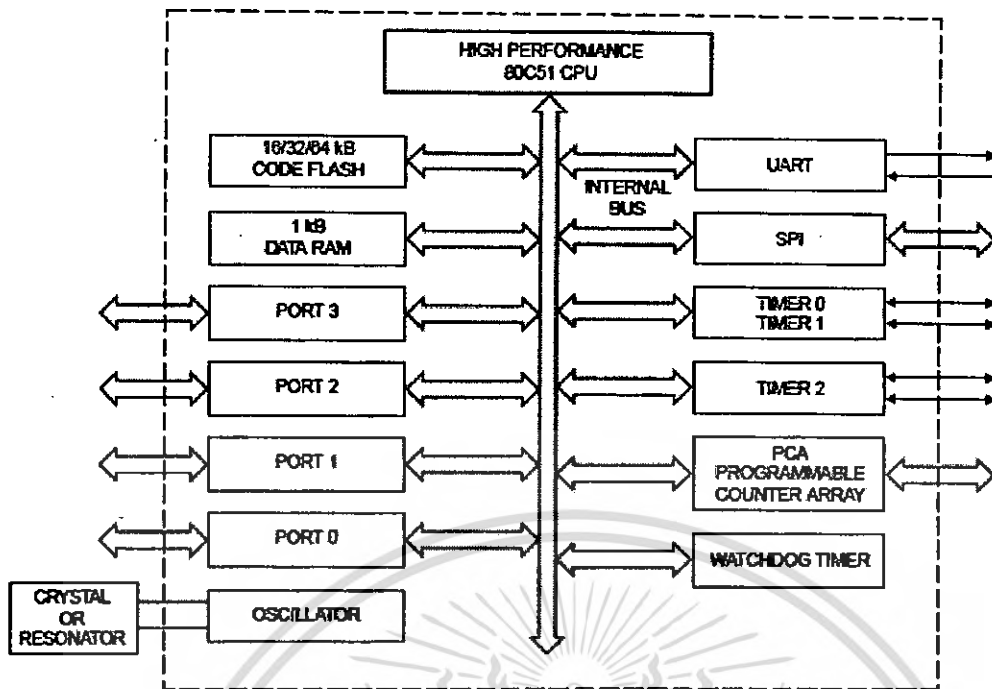 HIGH PERFORMANCE
80C51 CPU
16/32/64 kB
CODE FLASH
UART
INTERNAL
BUS
1 kB
DATA RAM
SPI
PORT 3
TIMER 0
TIMER 1
PORT 2
TIMER 2
PORT 1
PCA
PROGRAMMABLE
COUNTER ARRAY
PORT 0
WATCHDOG TIMER
CRYSTAL
OR
RESONATOR
OSCILLATOR